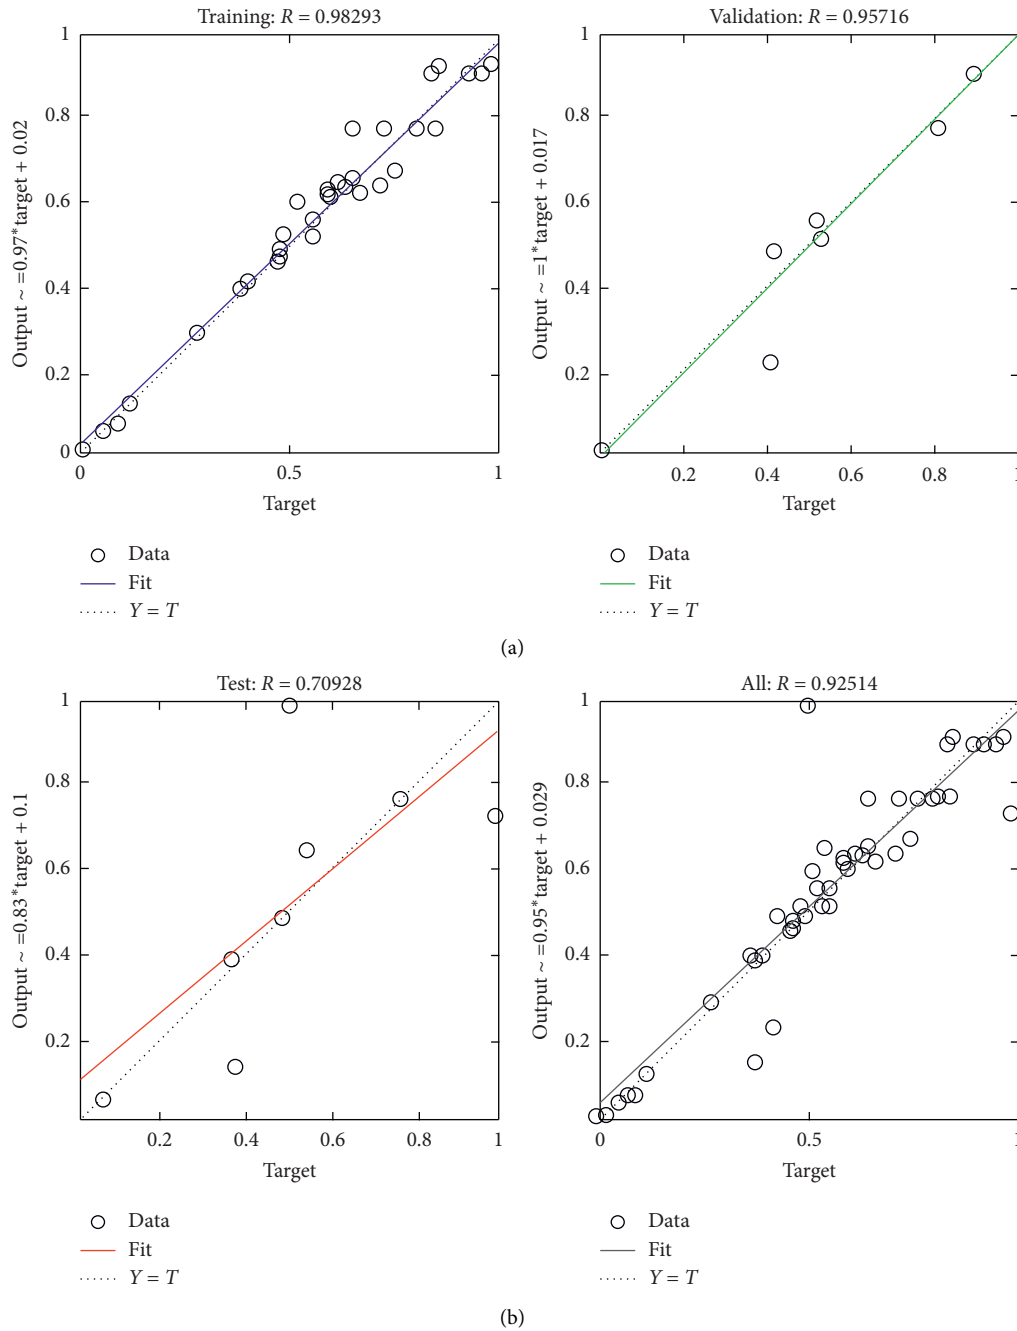 Training: R = 0.98293
1
0.8
0.6
0.4
0.2
0
Output ~ =0.97*target + 0.02
0
0.5
1
Target
Data
Fit
Y = T
Validation: R = 0.95716
1
0.8
0.6
0.4
0.2
Output ~ =1*target + 0.017
0.2
0.4
0.6
0.8
1
Target
Data
Fit
Y = T
(a)
Test: R = 0.70928
1
0.8
0.6
0.4
0.2
Output ~ =0.83*target + 0.1
0.2
0.4
0.6
0.8
1
Target
Data
Fit
Y = T
All: R = 0.92514
1
0.8
0.6
0.4
0.2
Output ~ =0.95*target + 0.029
0
0.5
1
Target
Data
Fit
Y = T
(b)